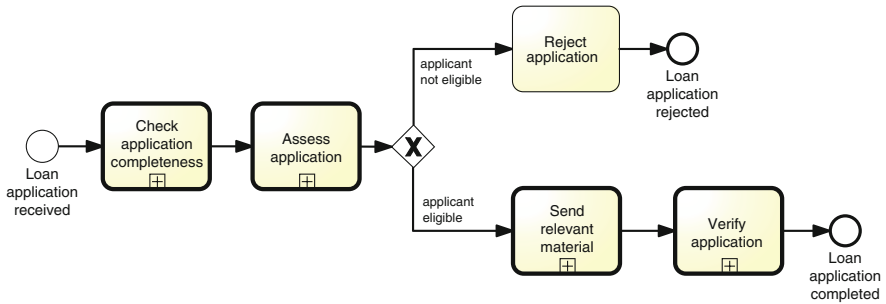 Loan
application
received
Check
application
completeness
Assess
application
X
applicant
not eligible
Reject
application
Loan
application
rejected
applicant
eligible
Send
relevant
material
Verify
application
Loan
application
completed